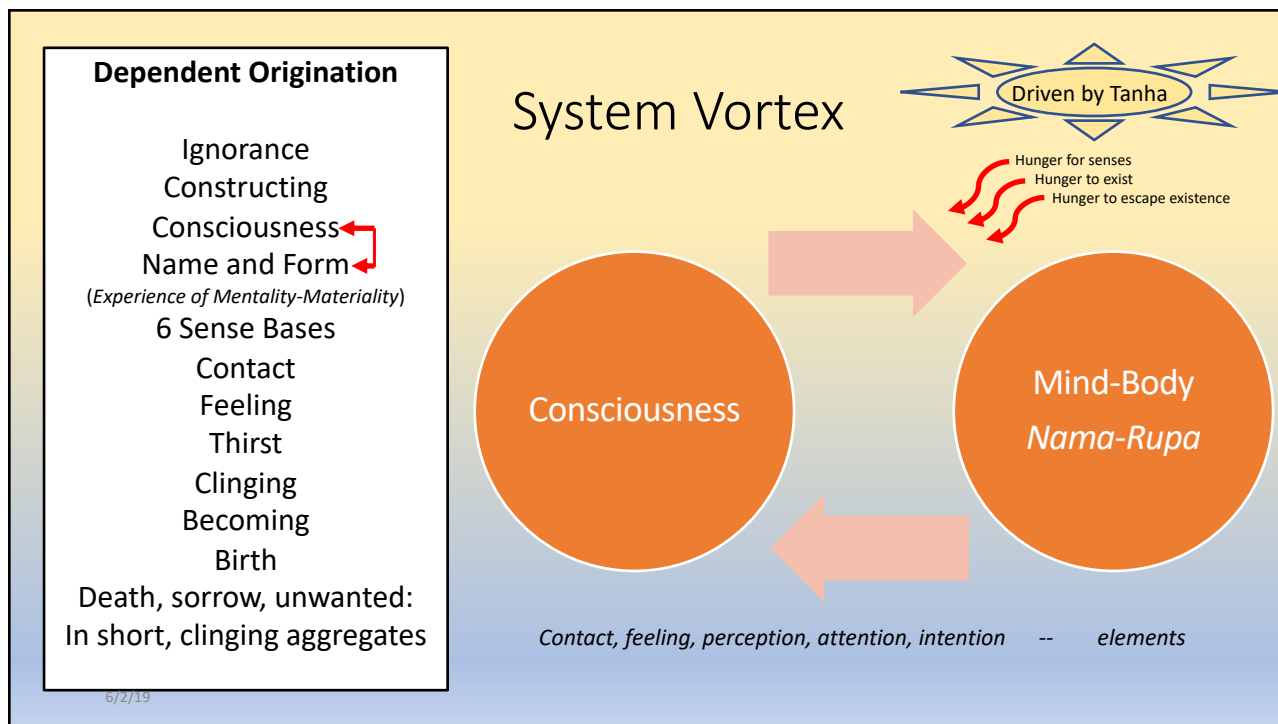 Dependent Origination
Ignorance
Constructing
Consciousness
Name and Form
(Experience of Mentality-Materiality)
6 Sense Bases
Contact
Feeling
Thirst
Clinging
Becoming
Birth
Death, sorrow, unwanted:
In short, clinging aggregates
6/2/19
System Vortex
Driven by Tanha
Hunger for senses
Hunger to exist
Hunger to escape existence
Consciousness
Mind-Body
Nama-Rupa
Contact, feeling, perception, attention, intention -- elements